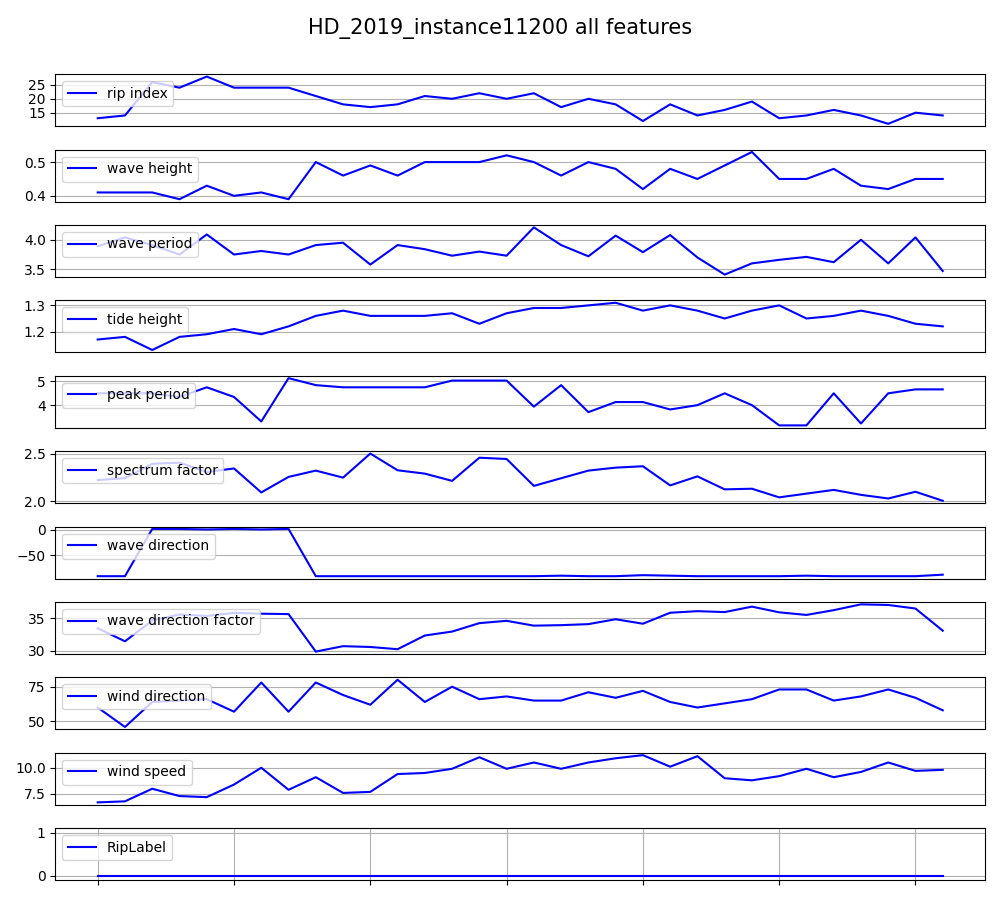 HD_2019_instance11200 all features
25
20
15
rip index
0.5
0.4
wave height
4.0
3.5
wave period
1.3
1.2
tide height
5
4
peak period
2.5
2.0
spectrum factor
0
−50
wave direction
35
30
wave direction factor
75
50
wind direction
10.0
7.5
wind speed
1
0
RipLabel